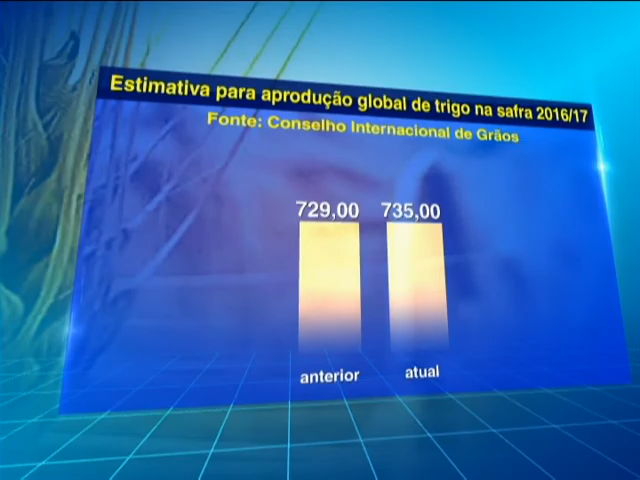 Estimativa para aprodução global de trigo na safra 2016/17
Fonte: Conselho Internacional de Grãos
729,00 735,00
anterior atual